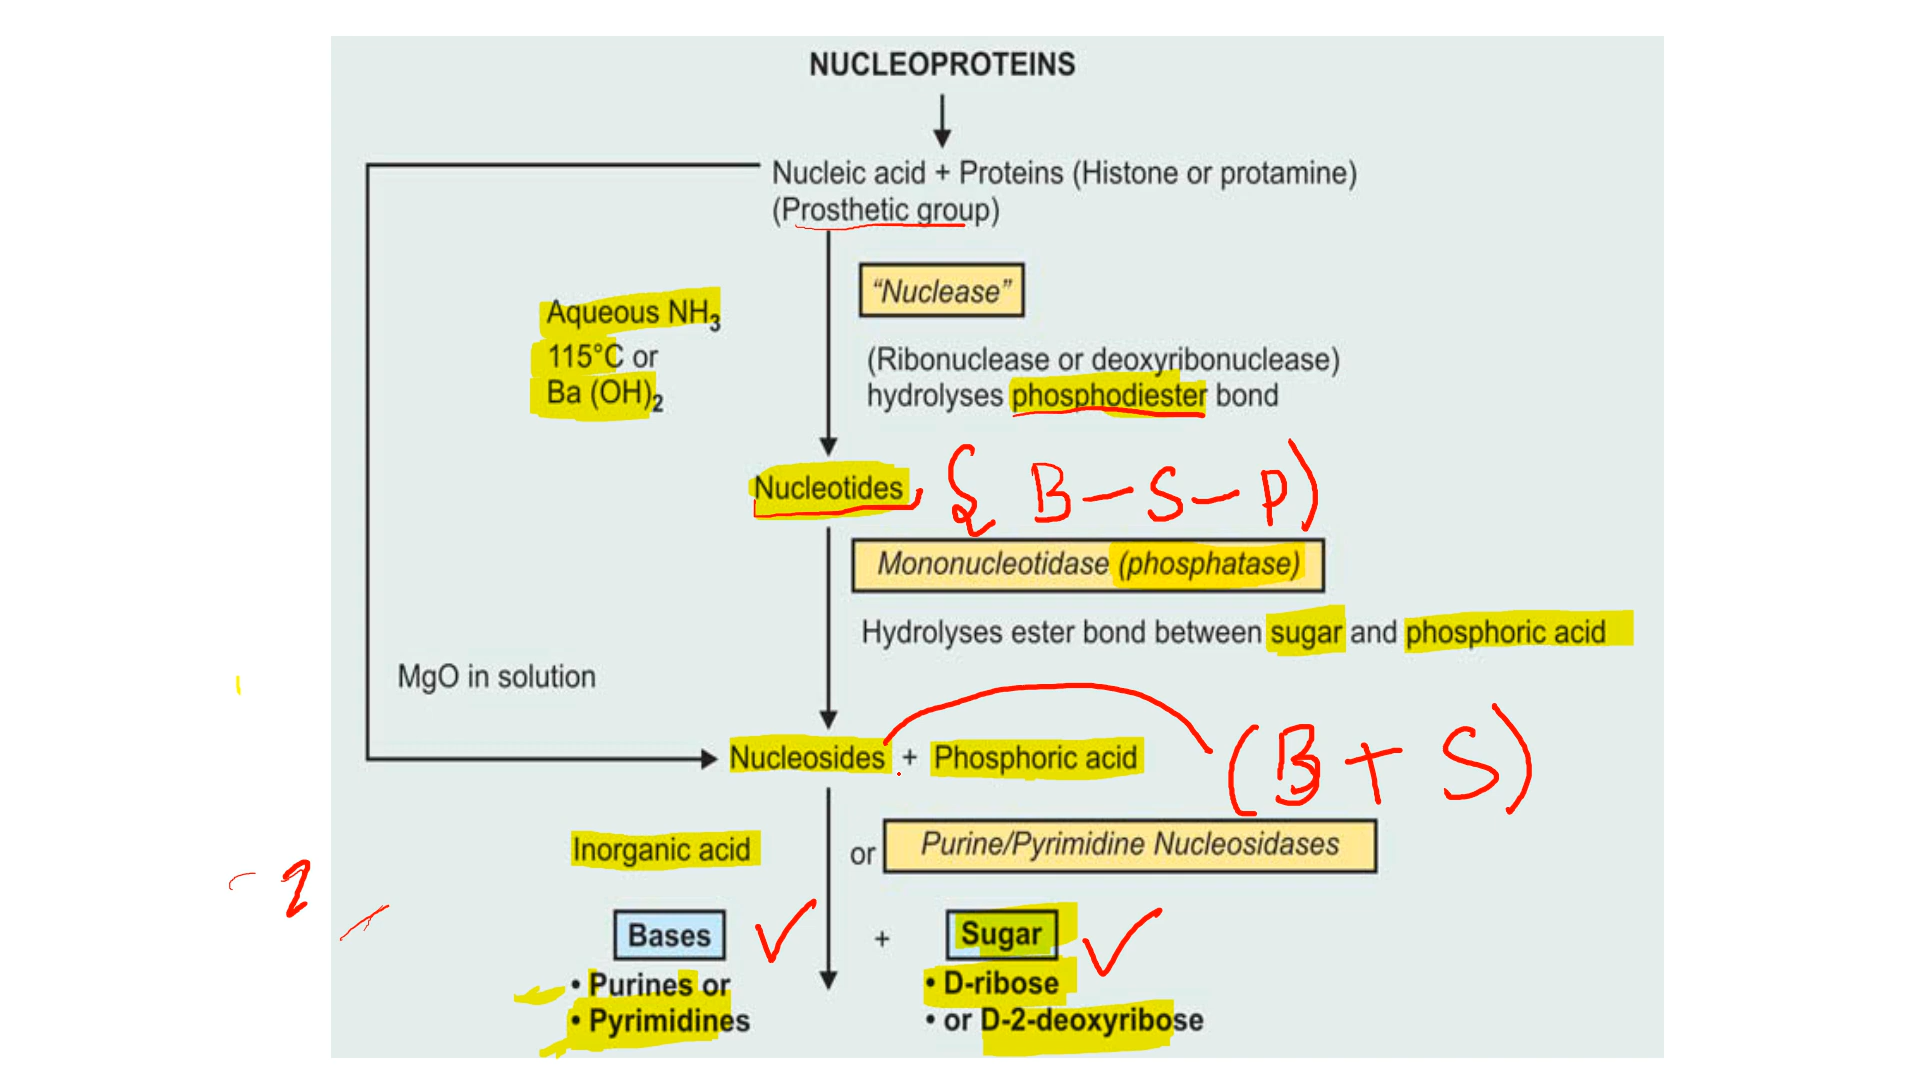 NUCLEOPROTEINS
Nucleic acid + Proteins (Histone or protamine)
(Prosthetic group)
"Nuclease"
Aqueous NH₃
115°C or
Ba (OH)₂
(Ribonuclease or deoxyribonuclease)
hydrolyses phosphodiester bond
Nucleotides
B – S – P)
Mononucleotidase (phosphatase)
Hydrolyses ester bond between sugar and phosphoric acid
MgO in solution
Nucleosides + Phosphoric acid
(B + S)
Inorganic acid or Purine/Pyrimidine Nucleosidases
2
Bases + Sugar
• Purines or
• Pyrimidines
• D-ribose
• or D-2-deoxyribose